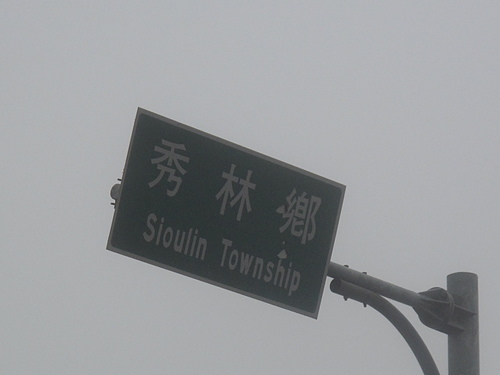 秀林鄉
Sioulin Township